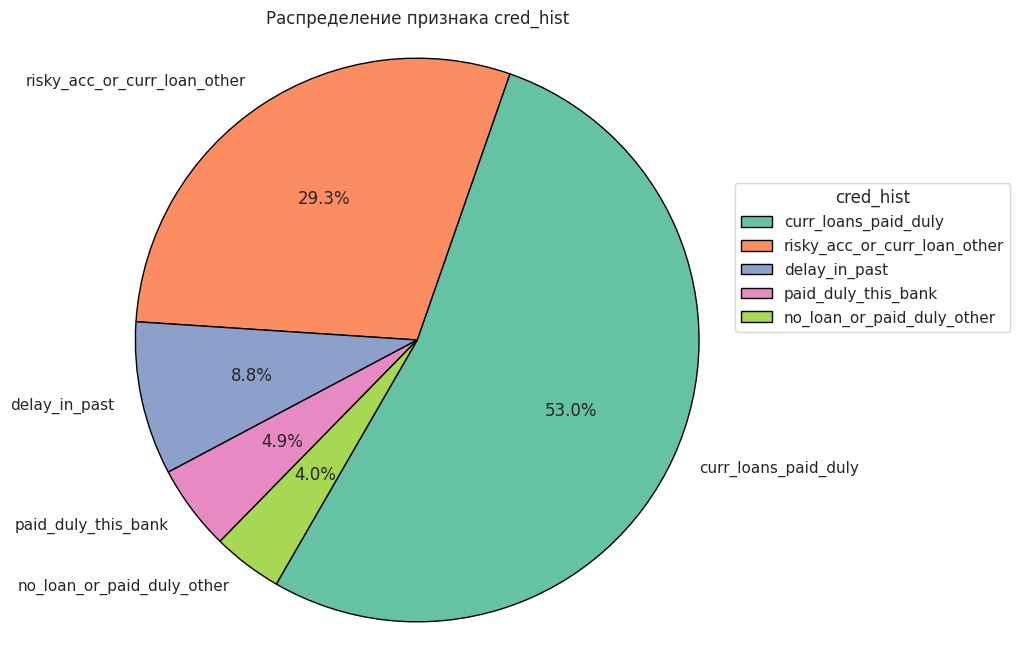 Распределение признака cred_hist
risky_acc_or_curr_loan_other
29.3%
cred_hist
curr_loans_paid_duly
risky_acc_or_curr_loan_other
delay_in_past
paid_duly_this_bank
no_loan_or_paid_duly_other
8.8%
delay_in_past
53.0%
4.9%
curr_loans_paid_duly
4.0%
paid_duly_this_bank
no_loan_or_paid_duly_other